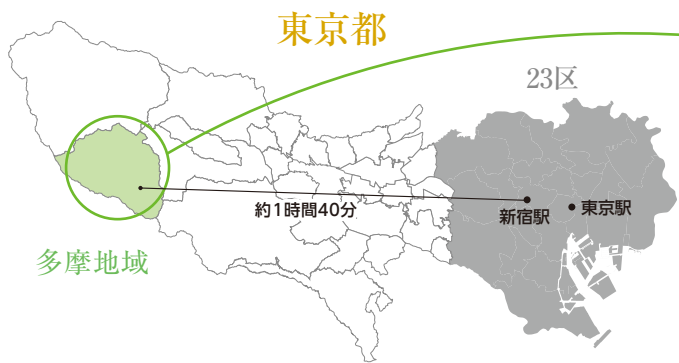 東京都
23区
約1時間40分
新宿駅
東京駅
多摩地域